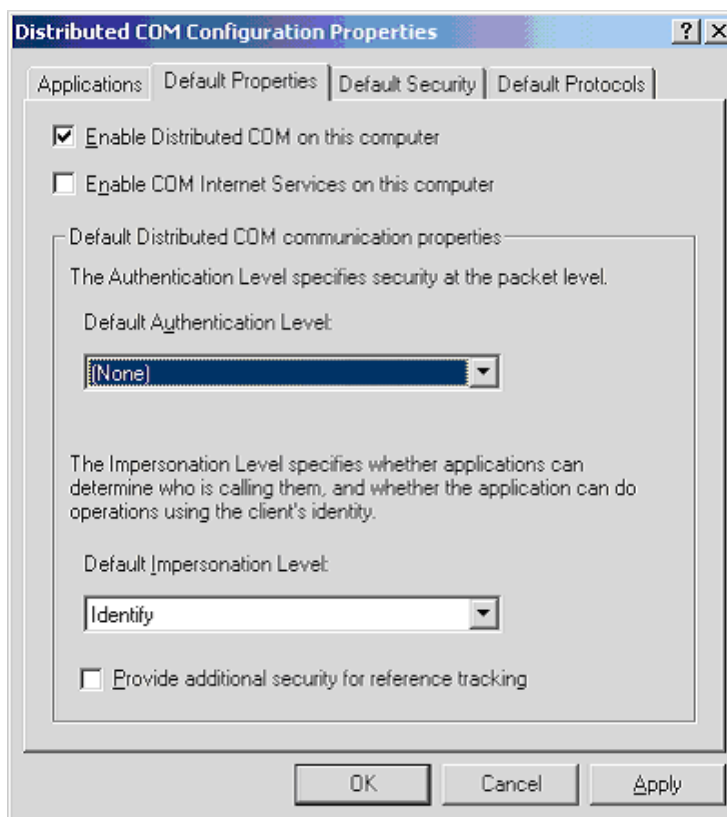 Distributed COM Configuration Properties
Applications
Default Properties
Default Security
Default Protocols
Enable Distributed COM on this computer
Enable COM Internet Services on this computer
Default Distributed COM communication properties
The Authentication Level specifies security at the packet level.
Default Authentication Level:
(None)
The Impersonation Level specifies whether applications can
determine who is calling them, and whether the application can do
operations using the client's identity.
Default Impersonation Level:
Identify
Provide additional security for reference tracking
OK
Cancel
Apply